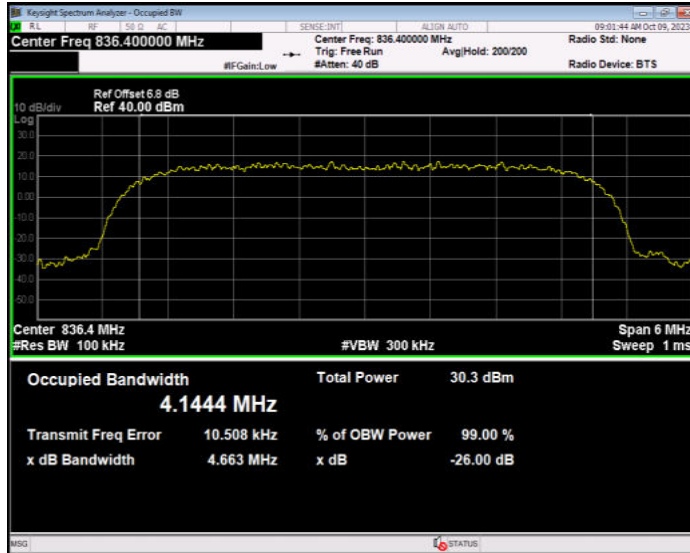 Keysight Spectrum Analyzer - Occupied BW
RL RF 50 Ω AC SENSE:INT ALIGN AUTO 09:01:44 AM Oct 09, 2023
Center Freq 836.400000 MHz Center Freq: 836.400000 MHz Radio Std: None
Trig: Free Run Avg|Hold: 200/200
#IFGain:Low #Atten: 40 dB Radio Device: BTS
Ref Offset 6.8 dB
10 dB/div Ref 40.00 dBm
Log
30.0
20.0
10.0
0.00
-10.0
-20.0
-30.0
-40.0
-50.0
Center 836.4 MHz Span 6 MHz
#Res BW 100 kHz #VBW 300 kHz Sweep 1 ms
Occupied Bandwidth Total Power 30.3 dBm
4.1444 MHz
Transmit Freq Error 10.508 kHz % of OBW Power 99.00 %
x dB Bandwidth 4.663 MHz x dB -26.00 dB
MSG STATUS